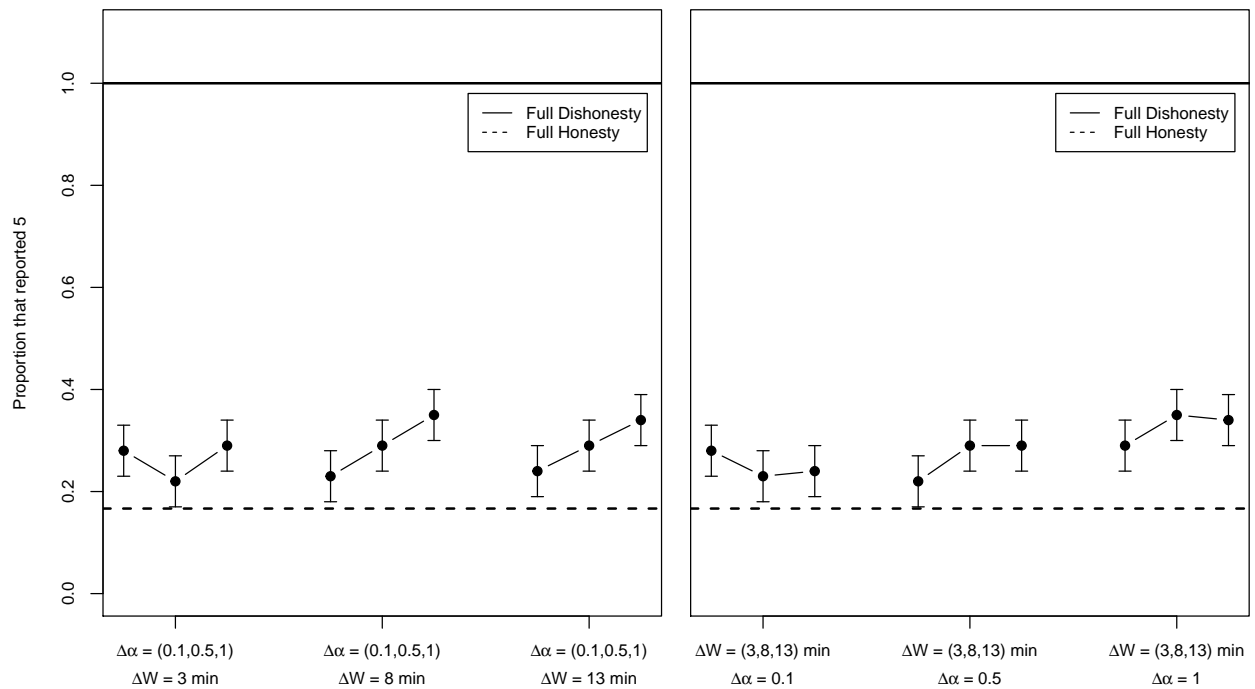 Proportion that reported 5
1.0
0.8
0.6
0.4
0.2
0.0
Full Dishonesty
Full Honesty
Δα = (0.1,0.5,1)
ΔW = 3 min
Δα = (0.1,0.5,1)
ΔW = 8 min
Δα = (0.1,0.5,1)
ΔW = 13 min
Full Dishonesty
Full Honesty
ΔW = (3,8,13) min
Δα = 0.1
ΔW = (3,8,13) min
Δα = 0.5
ΔW = (3,8,13) min
Δα = 1